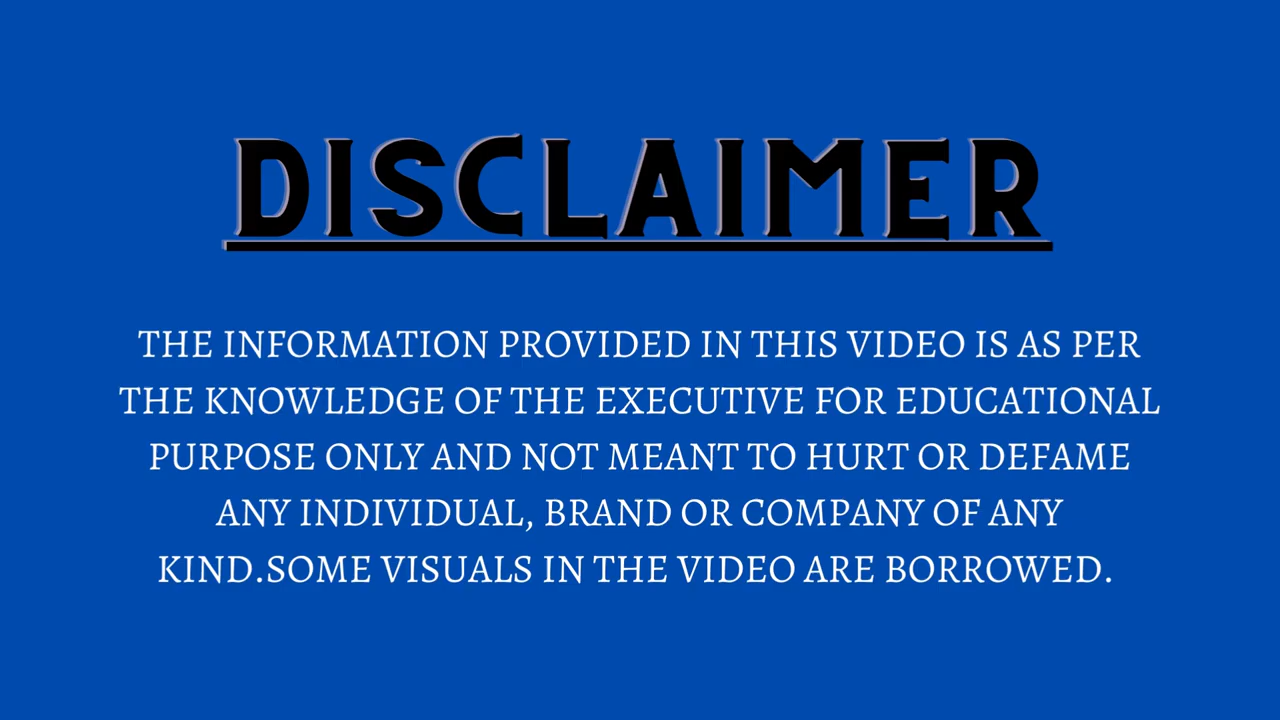 DISCLAIMER
THE INFORMATION PROVIDED IN THIS VIDEO IS AS PER
THE KNOWLEDGE OF THE EXECUTIVE FOR EDUCATIONAL
PURPOSE ONLY AND NOT MEANT TO HURT OR DEFAME
ANY INDIVIDUAL, BRAND OR COMPANY OF ANY
KIND.SOME VISUALS IN THE VIDEO ARE BORROWED.